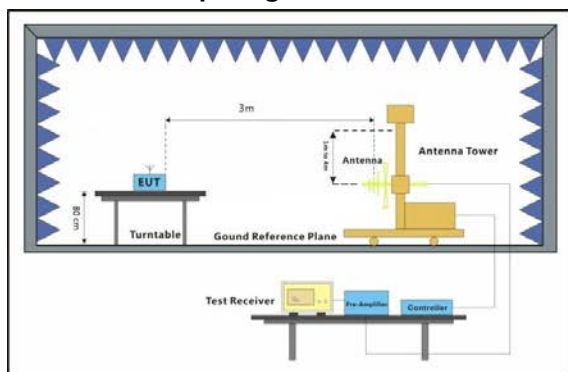 3m
1m to 4m
Antenna
Antenna Tower
EUT
80 cm
Turntable
Gound Reference Plane
Test Receiver
Pre-Amplifier
Controller